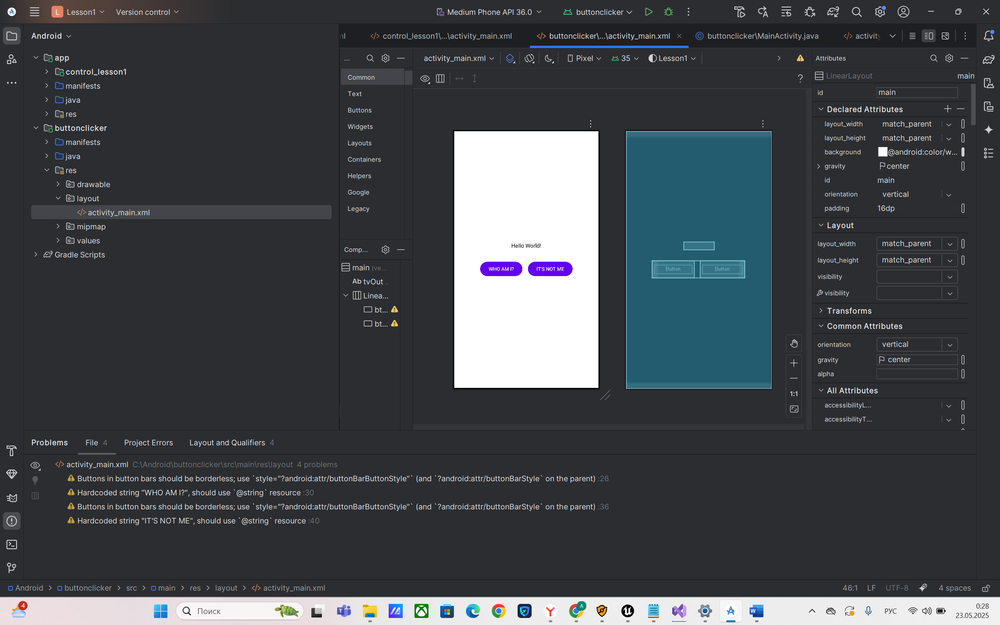 L Lesson1 Version control Medium Phone API 36.0 buttonclicker
Android
app
control_lesson1
manifests
java
res
buttonclicker
manifests
java
res
drawable
layout
activity_main.xml
mipmap
values
Gradle Scripts
control_lesson1\...\activity_main.xml buttonclicker\...\activity_main.xml buttonclicker\MainActivity.java
... activity_main.xml Pixel 35 Lesson1
Common
Text
Buttons
Widgets
Layouts
Containers
Helpers
Google
Legacy
Comp...
main (ve...
Ab tvOut ..
Linea...
bt...
bt...
Hello World!
WHO AM I? IT'S NOT ME
Button Button
1:1
Attributes
LinearLayout main
id main
Declared Attributes
layout_width match_parent
layout_height match_parent
background @android:color/w...
gravity center
id main
orientation vertical
padding 16dp
Layout
layout_width match_parent
layout_height match_parent
visibility
visibility
Transforms
Common Attributes
orientation vertical
gravity center
alpha
All Attributes
accessibilityL...
accessibilityT...
Problems File 4 Project Errors Layout and Qualifiers 4
activity_main.xml C:\Android\buttonclicker\src\main\res\layout 4 problems
Buttons in button bars should be borderless; use `style="?android:attr/buttonBarButtonStyle"` (and `?android:attr/buttonBarStyle` on the parent) :26
Hardcoded string "WHO AM I?", should use `@string` resource :30
Buttons in button bars should be borderless; use `style="?android:attr/buttonBarButtonStyle"` (and `?android:attr/buttonBarStyle` on the parent) :36
Hardcoded string "IT'S NOT ME", should use `@string` resource :40
Android > buttonclicker > src > main > res > layout > activity_main.xml 46:1 LF UTF-8 4 spaces
4 Поиск РУС 0:28
23.05.2025